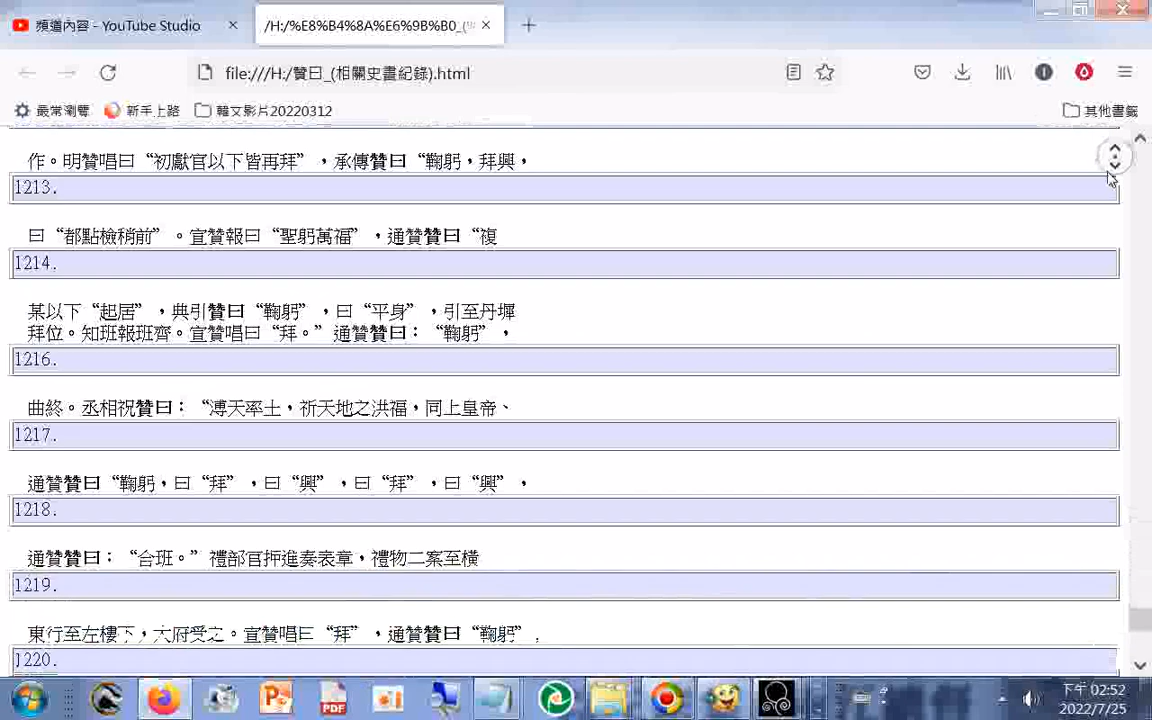 頻道內容 - YouTube Studio
/H:/%E8%B4%8A%E6%9B%B0_(
file:///H:/贊曰_(相關史書紀錄).html
最常瀏覽 新手上路 韓文影片20220312 其他書籤
作。明贊唱曰“初獻官以下皆再拜”，承傳贊曰“鞠躬，拜興，
1213.
曰“都點檢稍前”。宣贊報曰“聖躬萬福”，通贊贊曰“複
1214.
某以下“起居”，典引贊曰“鞠躬”，曰“平身”，引至丹墀
拜位。知班報班齊。宣贊唱曰“拜。”通贊贊曰：“鞠躬”，
1216.
曲終。丞相祝贊曰：“溥天率土，祈天地之洪福，同上皇帝、
1217.
通贊贊曰“鞠躬，曰“拜”，曰“興”，曰“拜”，曰“興”，
1218.
通贊贊曰：“合班。”禮部官押進奏表章，禮物二案至橫
1219.
東行至左樓下，太府受之。宣贊唱曰“拜”，通贊贊曰“鞠躬”，
1220.
PDF
下午 02:52
2022/7/25